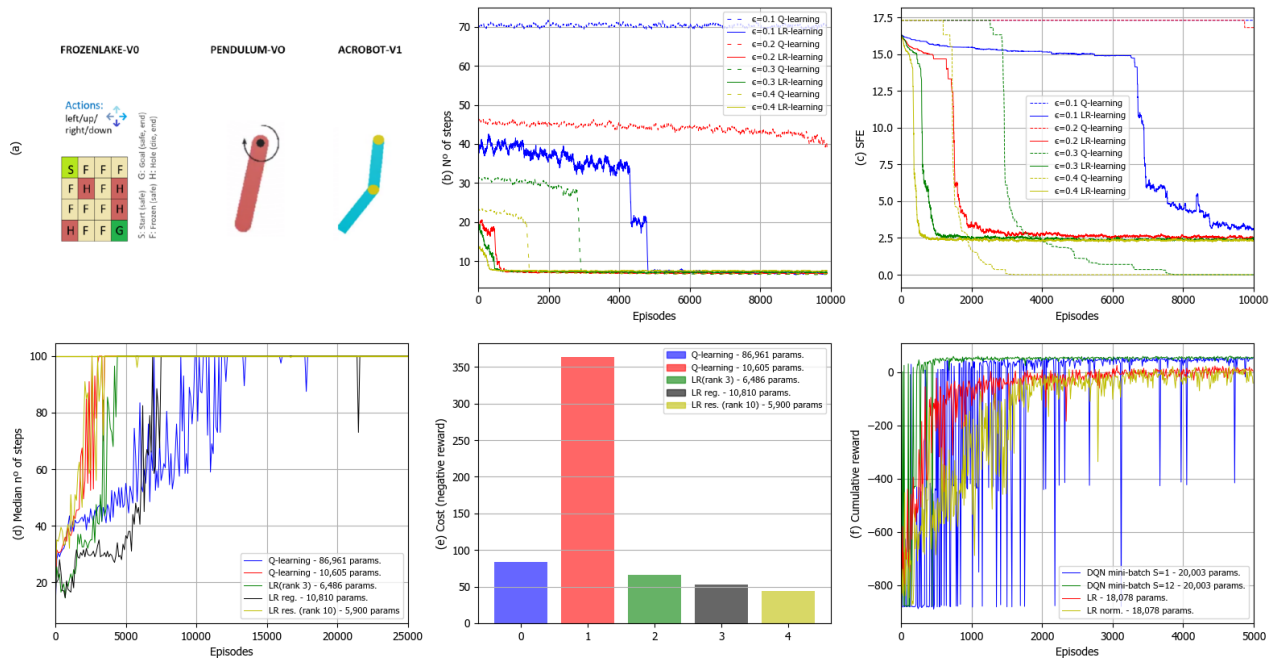 (a)
FROZENLAKE-V0
PENDULUM-VO
ACROBOT-V1
Actions:
left/up/
right/down
S F F F
F H F H
F F F H
H F F G
S: Start (safe) G: Goal (safe, end)
F: Frozen (safe) H: Hole (die, end)
(b) Nº of steps
70
60
50
40
30
20
10
0 2000 4000 6000 8000 10000
Episodes
ϵ=0.1 Q-learning
ϵ=0.1 LR-learning
ϵ=0.2 Q-learning
ϵ=0.2 LR-learning
ϵ=0.3 Q-learning
ϵ=0.3 LR-learning
ϵ=0.4 Q-learning
ϵ=0.4 LR-learning
(c) SFE
17.5
15.0
12.5
10.0
7.5
5.0
2.5
0.0
0 2000 4000 6000 8000 10000
Episodes
ϵ=0.1 Q-learning
ϵ=0.1 LR-learning
ϵ=0.2 Q-learning
ϵ=0.2 LR-learning
ϵ=0.3 Q-learning
ϵ=0.3 LR-learning
ϵ=0.4 Q-learning
ϵ=0.4 LR-learning
(d) Median nº of steps
100
80
60
40
20
0 5000 10000 15000 20000 25000
Episodes
Q-learning - 86,961 params.
Q-learning - 10,605 params.
LR(rank 3) - 6,486 params.
LR reg. - 10,810 params.
LR res. (rank 10) - 5,900 params
(e) Cost (negative reward)
350
300
250
200
150
100
50
0
0 1 2 3 4
Q-learning - 86,961 params.
Q-learning - 10,605 params.
LR(rank 3) - 6,486 params.
LR reg. - 10,810 params.
LR res. (rank 10) - 5,900 params
(f) Cumulative reward
0
−200
−400
−600
−800
0 1000 2000 3000 4000 5000
Episodes
DQN mini-batch S=1 - 20,003 params.
DQN mini-batch S=12 - 20,003 params.
LR - 18,078 params.
LR norm. - 18,078 params.